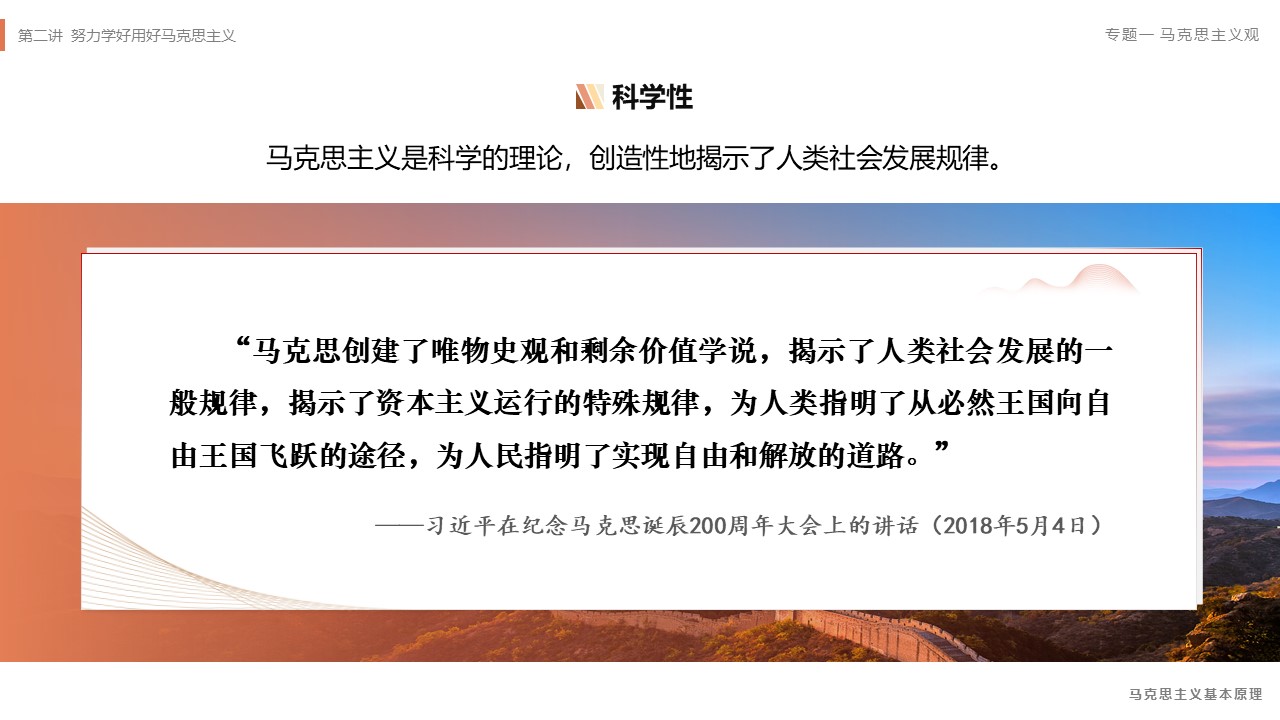 第二讲 努力学好用好马克思主义
专题一 马克思主义观
科学性
马克思主义是科学的理论，创造性地揭示了人类社会发展规律。
“马克思创建了唯物史观和剩余价值学说，揭示了人类社会发展的一
般规律，揭示了资本主义运行的特殊规律，为人类指明了从必然王国向自
由王国飞跃的途径，为人民指明了实现自由和解放的道路。”
——习近平在纪念马克思诞辰200周年大会上的讲话（2018年5月4日）
马克思主义基本原理